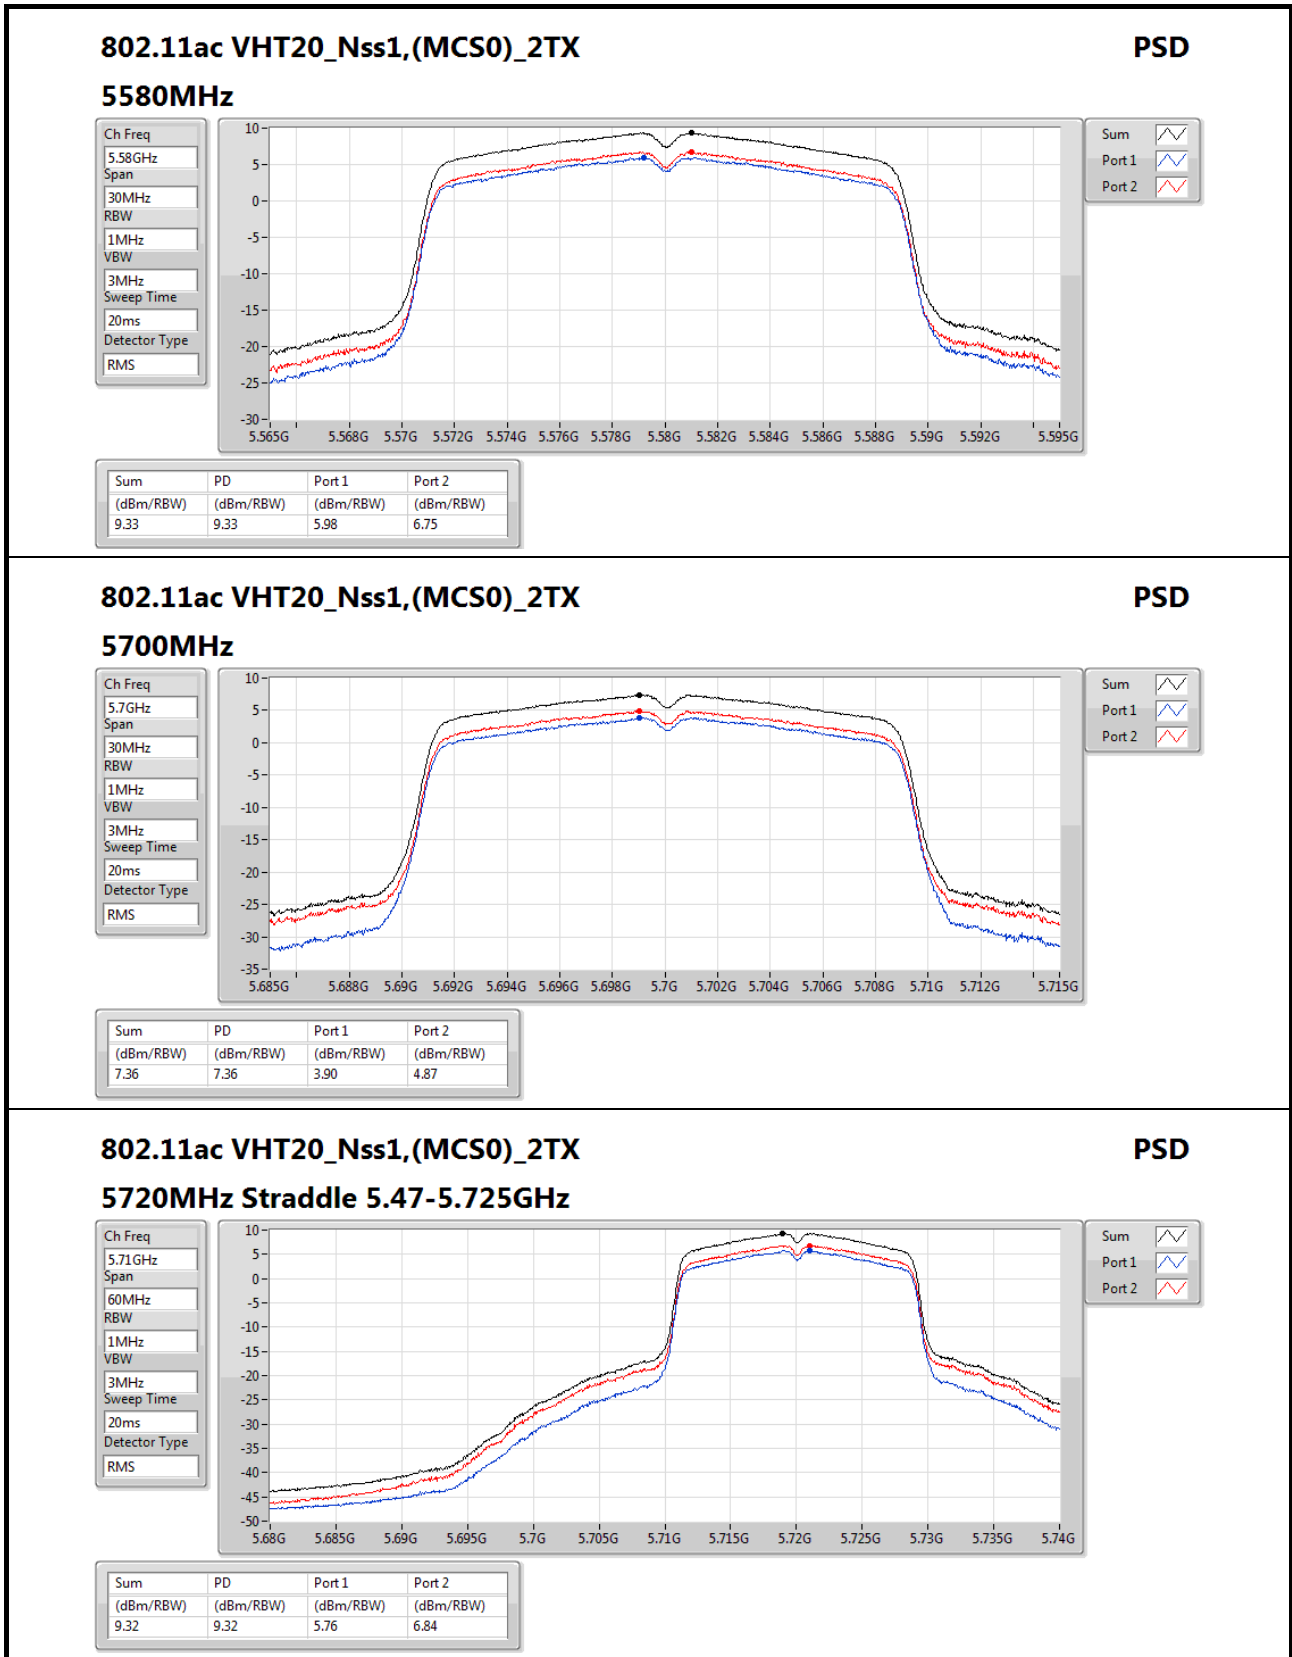 802.11ac VHT20_Nss1,(MCS0)_2TX PSD
5580MHz
Ch Freq
5.58GHz
Span
30MHz
RBW
1MHz
VBW
3MHz
Sweep Time
20ms
Detector Type
RMS
10
5
0
-5
-10
-15
-20
-25
-30
5.565G 5.568G 5.57G 5.572G 5.574G 5.576G 5.578G 5.58G 5.582G 5.584G 5.586G 5.588G 5.59G 5.592G 5.595G
Sum
Port 1
Port 2
Sum PD Port 1 Port 2
(dBm/RBW) (dBm/RBW) (dBm/RBW) (dBm/RBW)
9.33 9.33 5.98 6.75
802.11ac VHT20_Nss1,(MCS0)_2TX PSD
5700MHz
Ch Freq
5.7GHz
Span
30MHz
RBW
1MHz
VBW
3MHz
Sweep Time
20ms
Detector Type
RMS
10
5
0
-5
-10
-15
-20
-25
-30
-35
5.685G 5.688G 5.69G 5.692G 5.694G 5.696G 5.698G 5.7G 5.702G 5.704G 5.706G 5.708G 5.71G 5.712G 5.715G
Sum
Port 1
Port 2
Sum PD Port 1 Port 2
(dBm/RBW) (dBm/RBW) (dBm/RBW) (dBm/RBW)
7.36 7.36 3.90 4.87
802.11ac VHT20_Nss1,(MCS0)_2TX PSD
5720MHz Straddle 5.47-5.725GHz
Ch Freq
5.71GHz
Span
60MHz
RBW
1MHz
VBW
3MHz
Sweep Time
20ms
Detector Type
RMS
10
5
0
-5
-10
-15
-20
-25
-30
-35
-40
-45
-50
5.68G 5.685G 5.69G 5.695G 5.7G 5.705G 5.71G 5.715G 5.72G 5.725G 5.73G 5.735G 5.74G
Sum
Port 1
Port 2
Sum PD Port 1 Port 2
(dBm/RBW) (dBm/RBW) (dBm/RBW) (dBm/RBW)
9.32 9.32 5.76 6.84